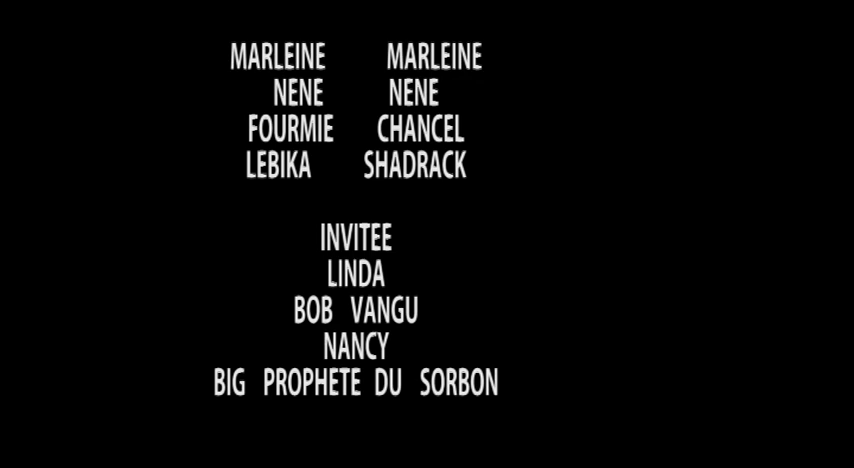 MARLEINE MARLEINE
NENE NENE
FOURMIE CHANCEL
LEBIKA SHADRACK
INVITEE
LINDA
BOB VANGU
NANCY
BIG PROPHETE DU SORBON